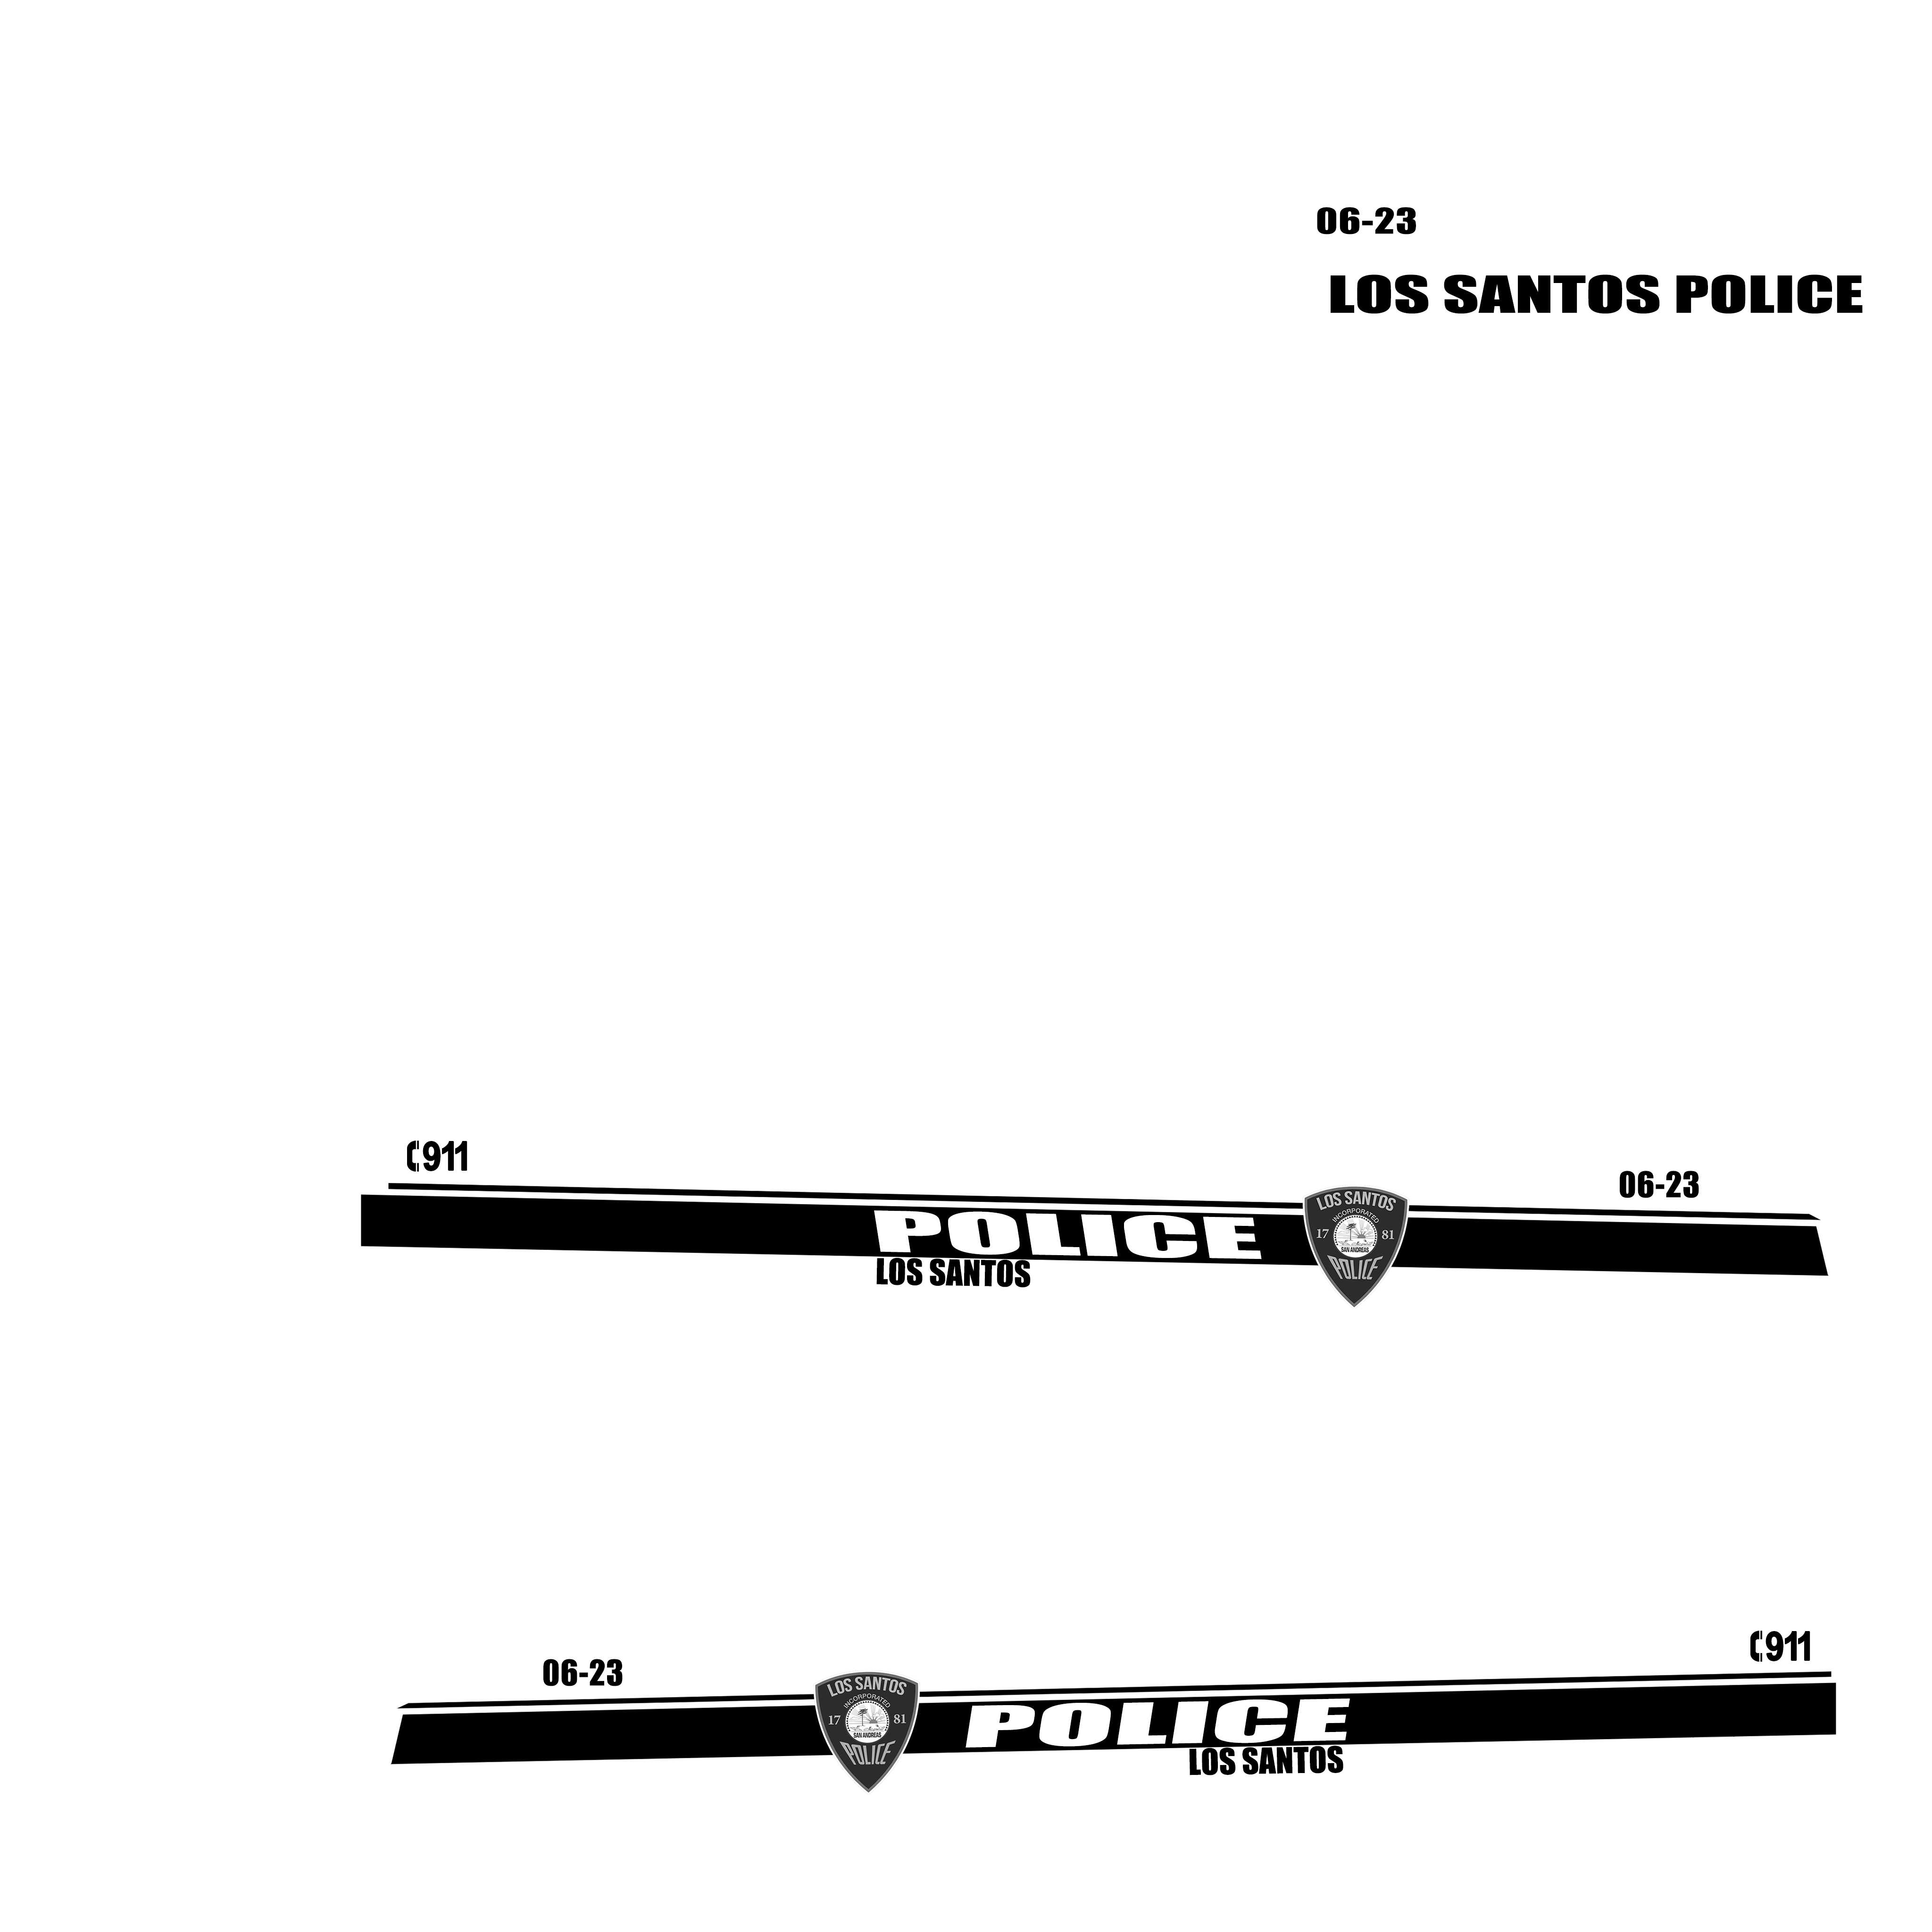 06-23
LOS SANTOS POLICE
911
06-23
LOS SANTOS
INCORPORATED
17 81
SAN ANDREAS
POLICE
POLICE
LOS SANTOS
911
06-23
LOS SANTOS
INCORPORATED
17 81
SAN ANDREAS
POLICE
POLICE
LOS SANTOS